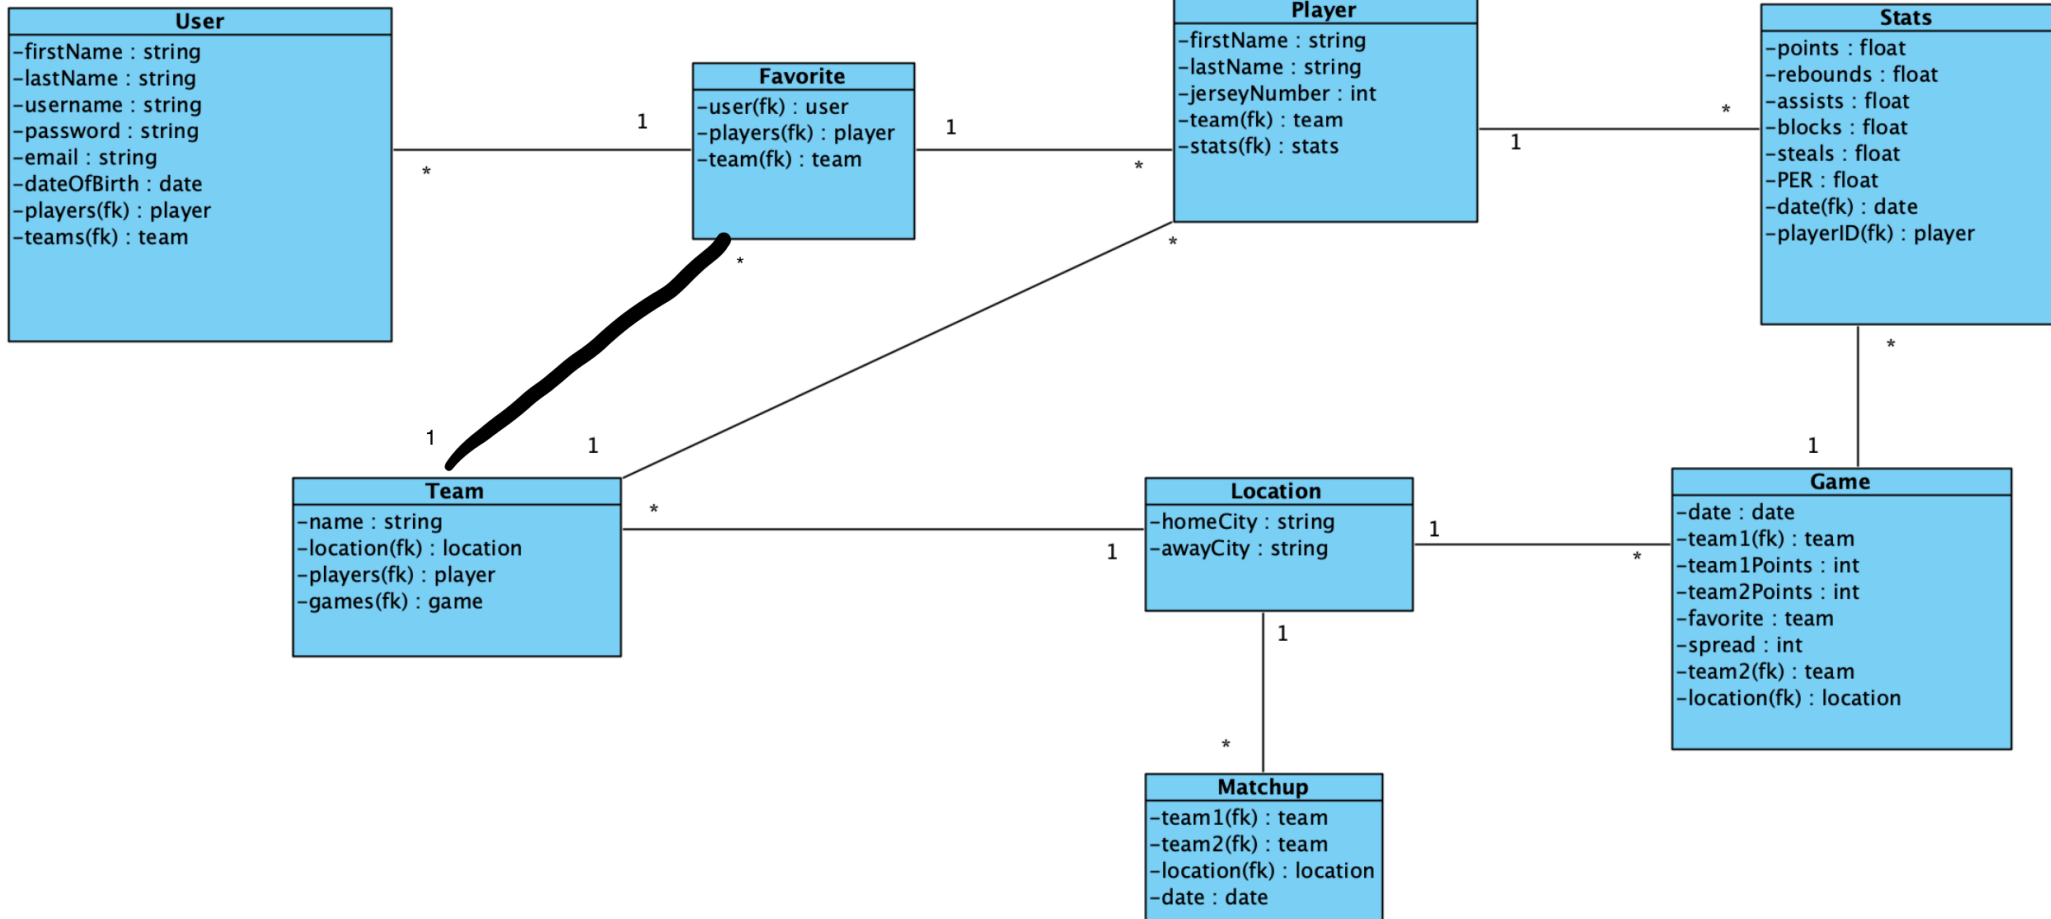 User
-firstName : string
-lastName : string
-username : string
-password : string
-email : string
-dateOfBirth : date
-players(fk) : player
-teams(fk) : team
*
1
Favorite
-user(fk) : user
-players(fk) : player
-team(fk) : team
*
1
*
Player
-firstName : string
-lastName : string
-jerseyNumber : int
-team(fk) : team
-stats(fk) : stats
*
1
*
Stats
-points : float
-rebounds : float
-assists : float
-blocks : float
-steals : float
-PER : float
-date(fk) : date
-playerID(fk) : player
*
1
1
1
Team
-name : string
-location(fk) : location
-players(fk) : player
-games(fk) : game
*
1
Location
-homeCity : string
-awayCity : string
1
*
1
*
Game
-date : date
-team1(fk) : team
-team1Points : int
-team2Points : int
-favorite : team
-spread : int
-team2(fk) : team
-location(fk) : location
Matchup
-team1(fk) : team
-team2(fk) : team
-location(fk) : location
-date : date